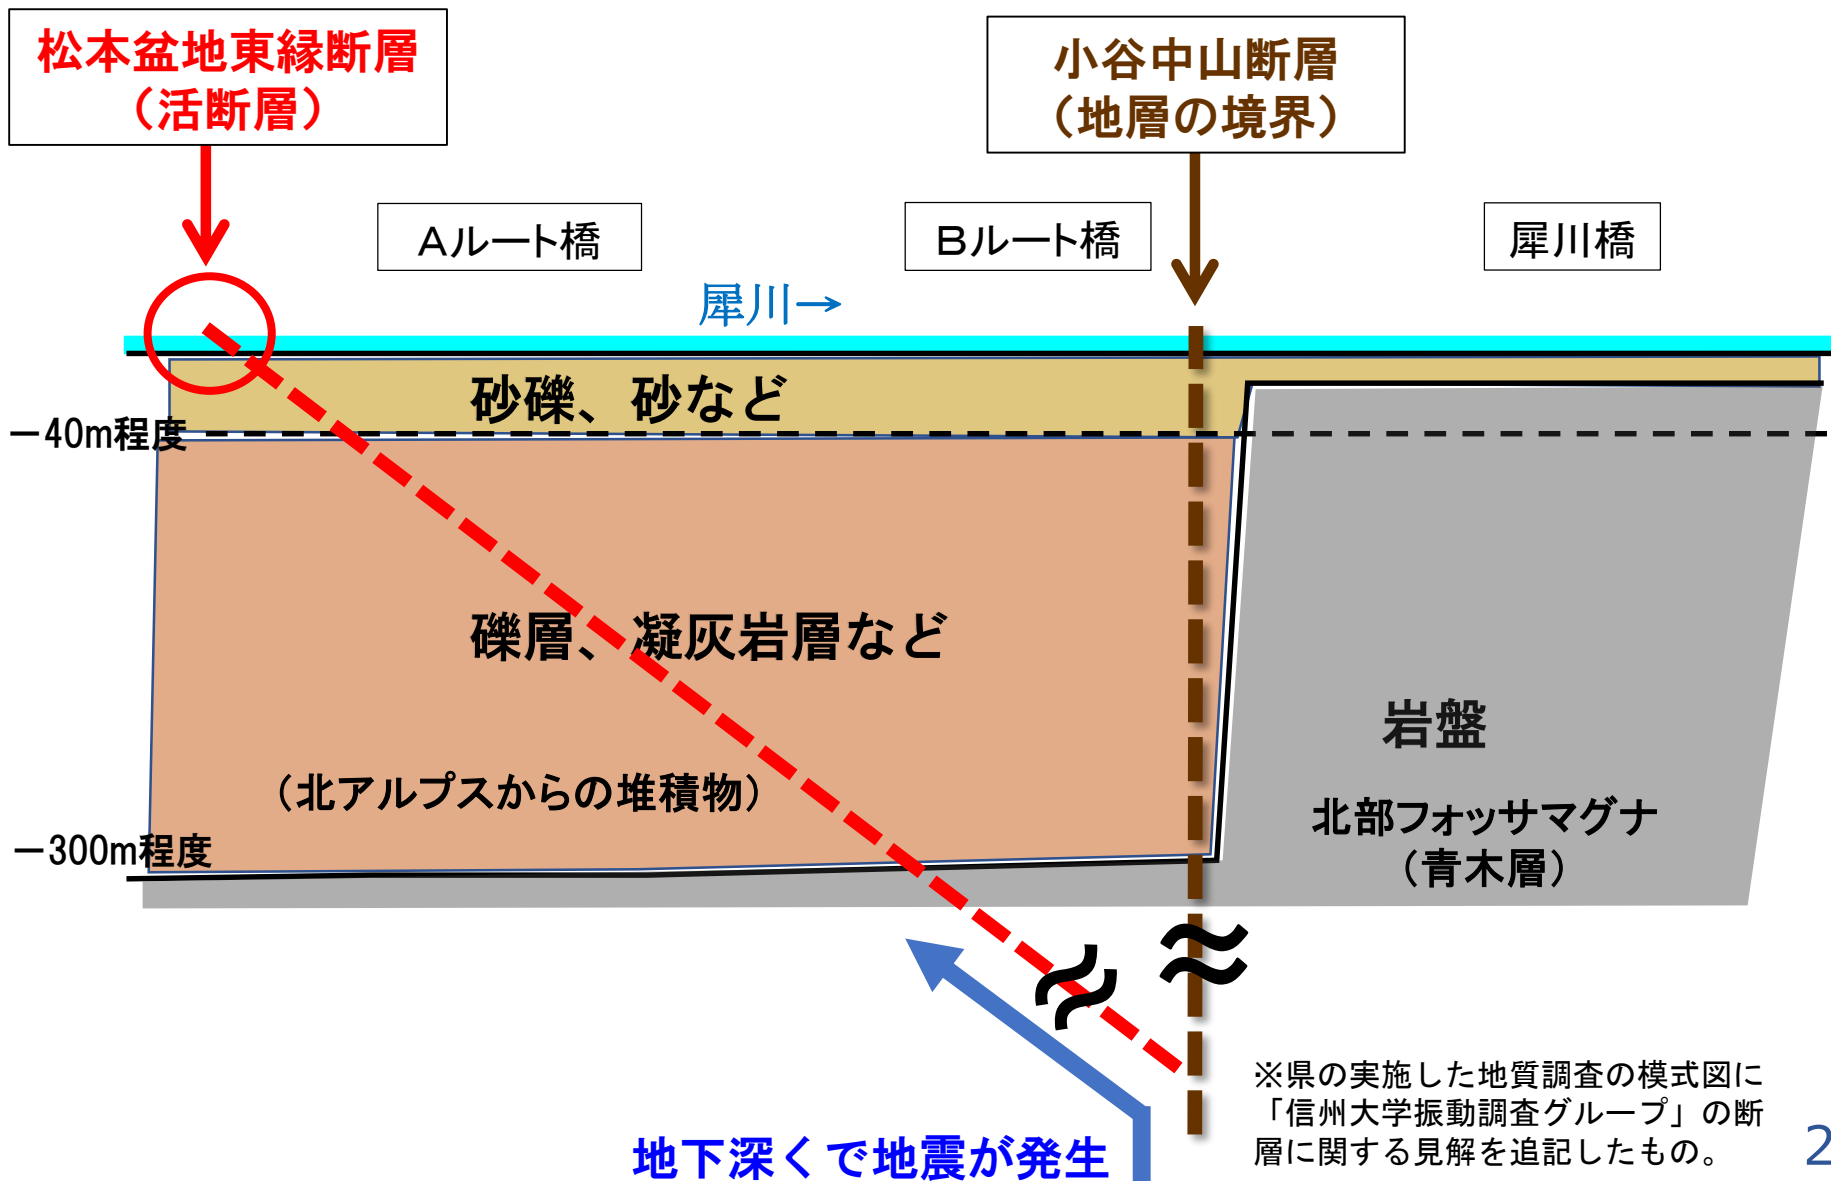 松本盆地東縁断層
（活断層）
小谷中山断層
（地層の境界）
Aルート橋
Bルート橋
犀川橋
犀川→
砂礫、砂など
－40m程度
礫層、凝灰岩層など
岩盤
（北アルプスからの堆積物）
北部フォッサマグナ
（青木層）
－300m程度
※県の実施した地質調査の模式図に
「信州大学振動調査グループ」の断
層に関する見解を追記したもの。
地下深くで地震が発生
2